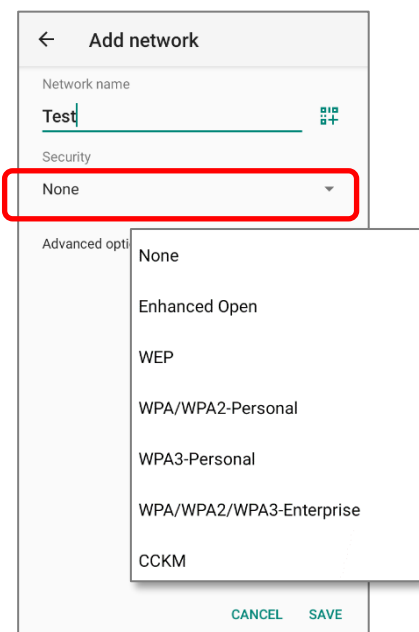 Add network
Network name
Test
Security
None
Advanced opti
None
Enhanced Open
WEP
WPA/WPA2-Personal
WPA3-Personal
WPA/WPA2/WPA3-Enterprise
CCKM
CANCEL SAVE